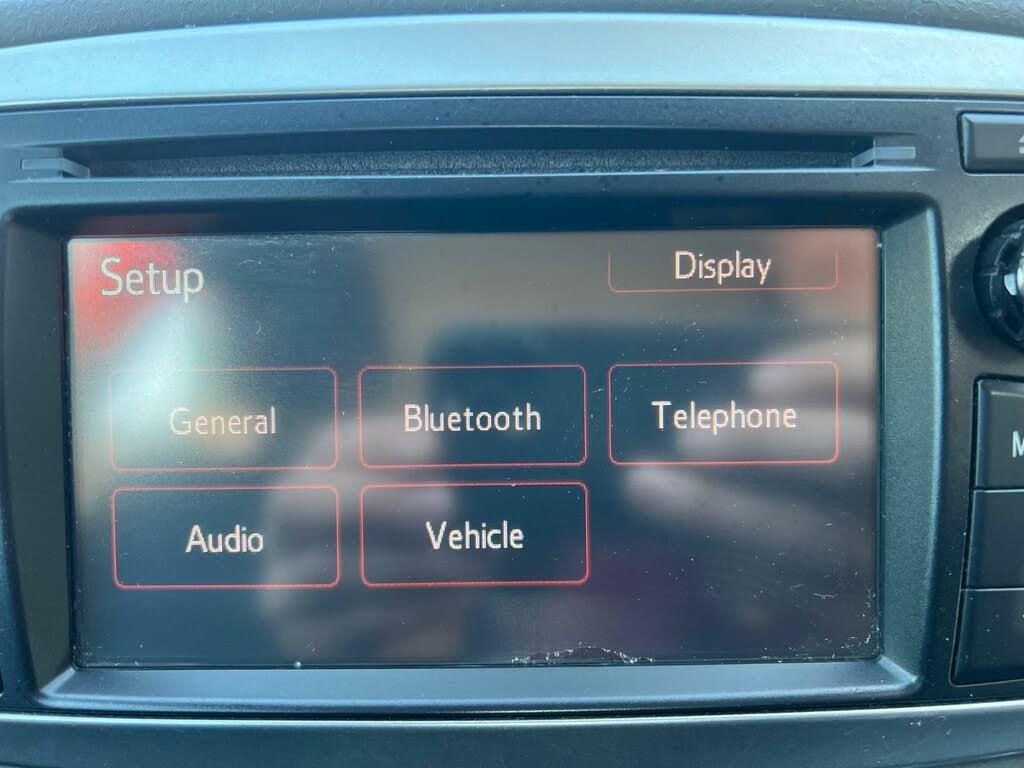 Setup
Display
General
Bluetooth
Telephone
Audio
Vehicle
M